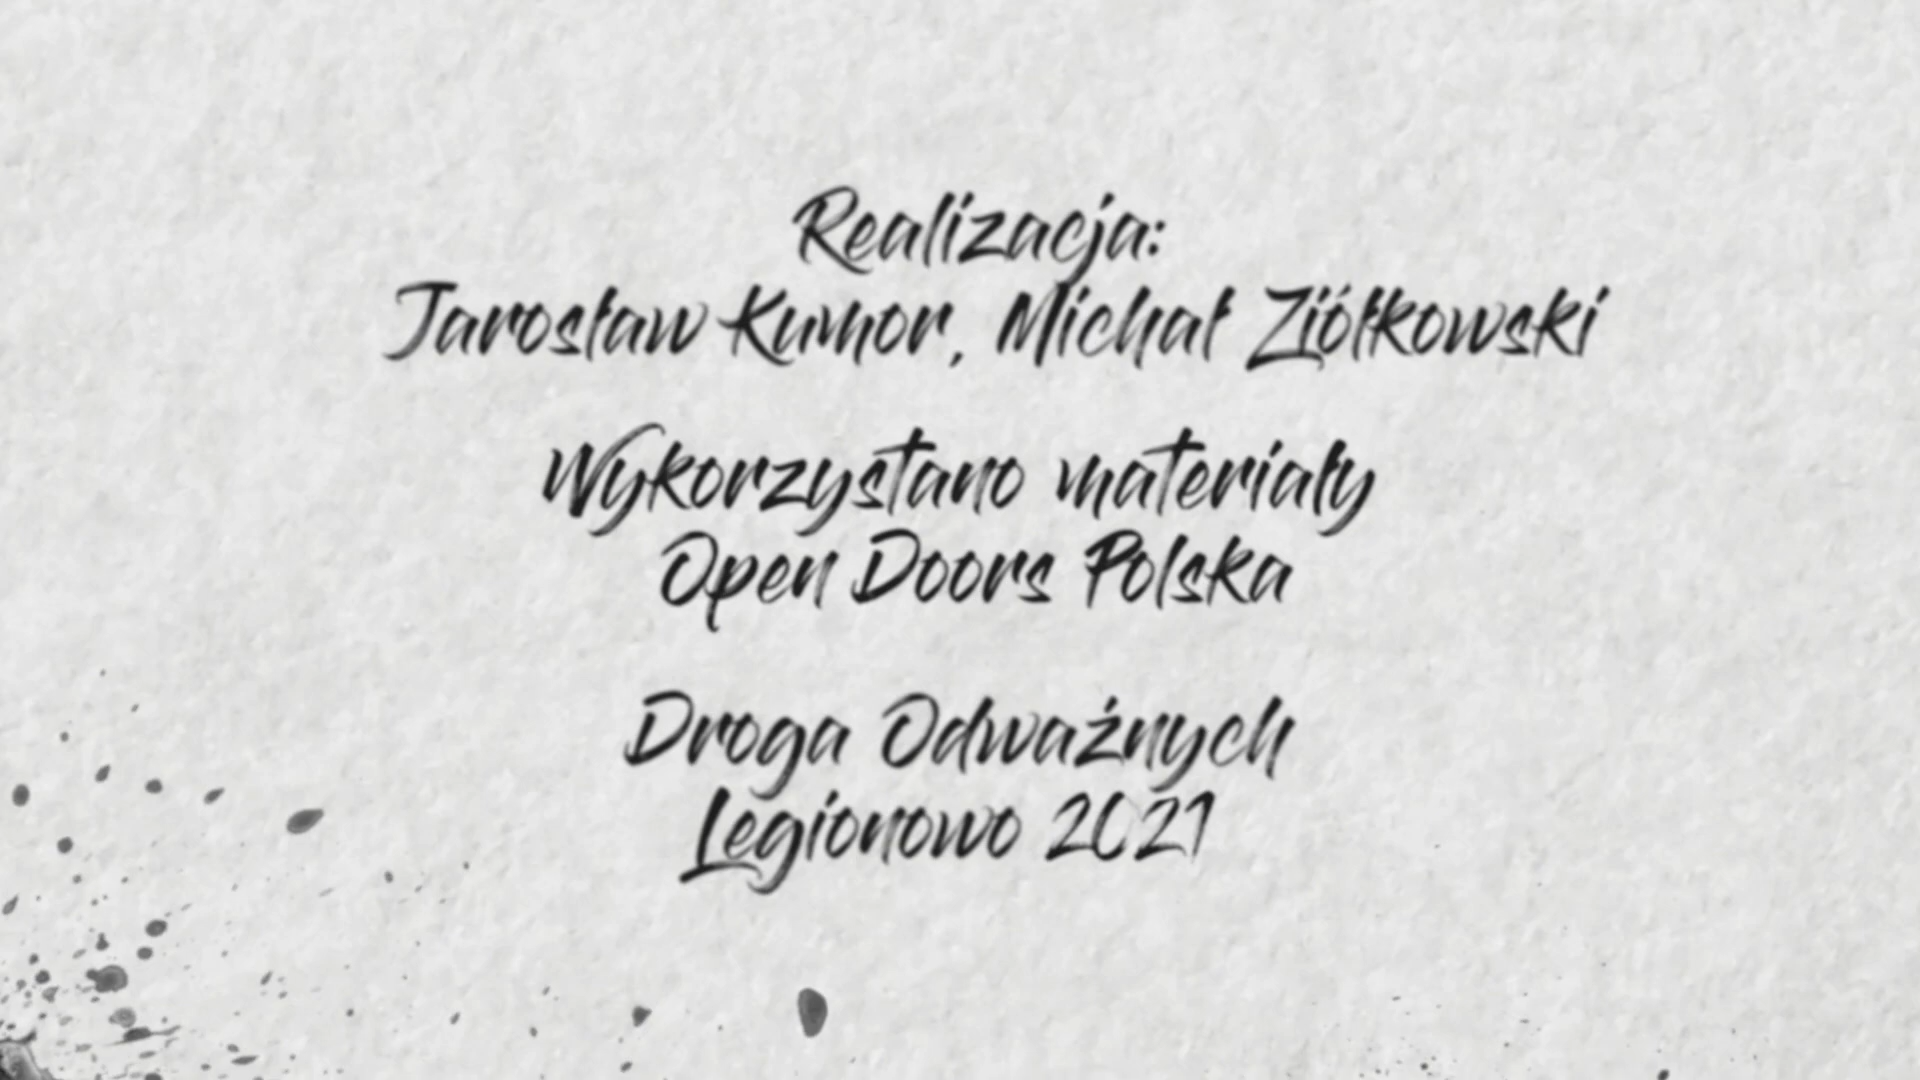 Realizacja:
Jarosław Kumor, Michał Ziółkowski
Wykorzystano materiały
Open Doors Polska
Droga Odważnych
Legionowo 2021